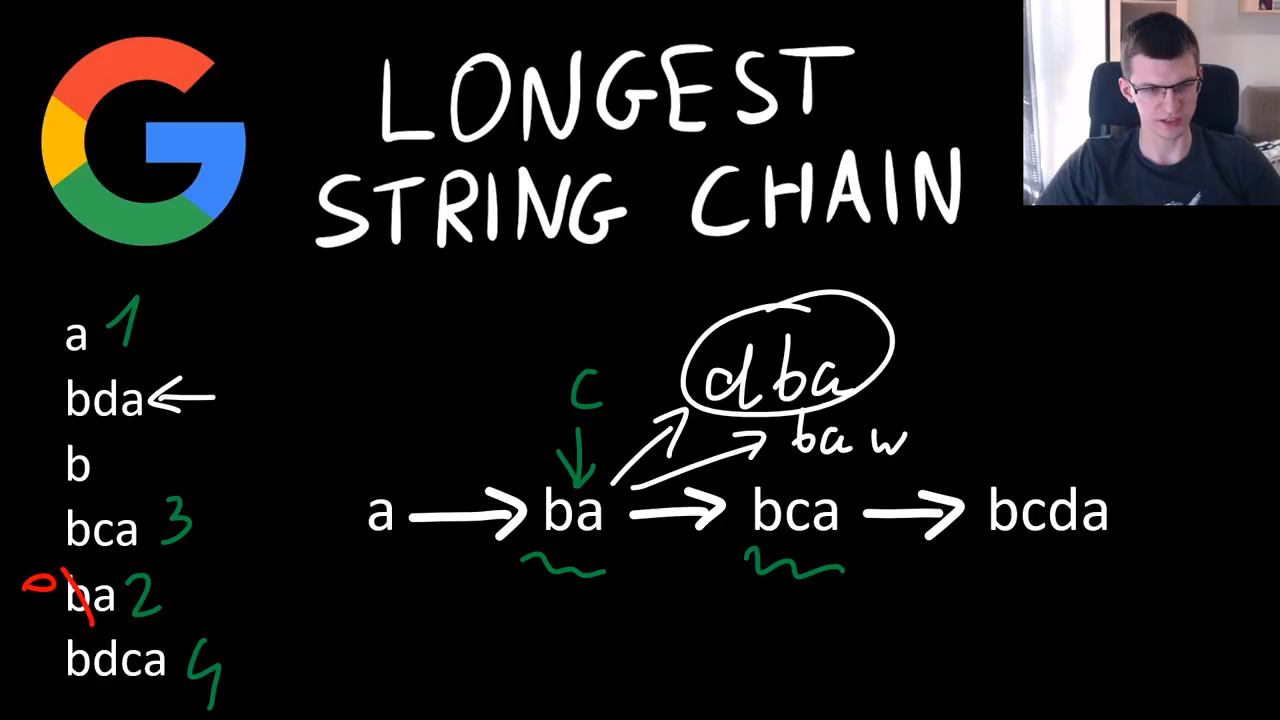 LONGEST
STRING CHAIN
a 1
bda
b
bca 3
ba 2
bdca 4
c
dba
baw
a ba bca bcda